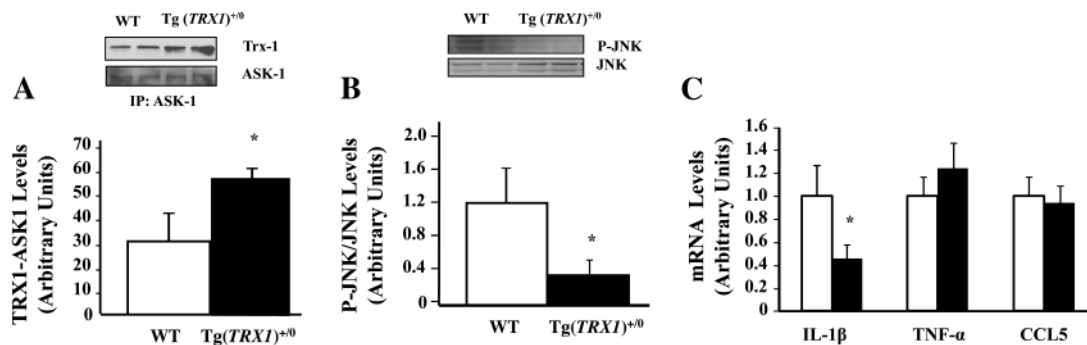 WT Tg (TRX1)+/0
Trx-1
ASK-1
IP: ASK-1
A
TRX1-ASK1 Levels
(Arbitrary Units)
70
60
50
40
30
20
10
0
*
WT Tg(TRX1)+/0
WT Tg (TRX1)+/0
P-JNK
JNK
B
P-JNK/JNK Levels
(Arbitrary Units)
2.0
1.6
1.2
0.8
0.4
0
*
WT Tg(TRX1)+/0
C
mRNA Levels
(Arbitrary Units)
1.6
1.4
1.2
1.0
0.8
0.6
0.4
0.2
0
*
IL-1β TNF-α CCL5